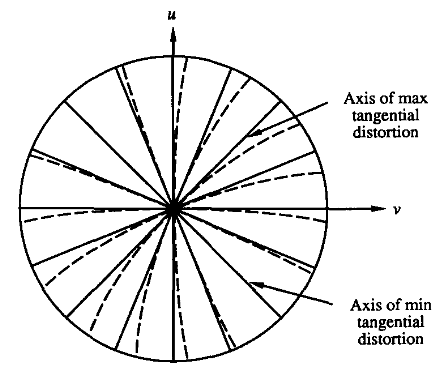 u
Axis of max
tangential
distortion
v
Axis of min
tangential
distortion